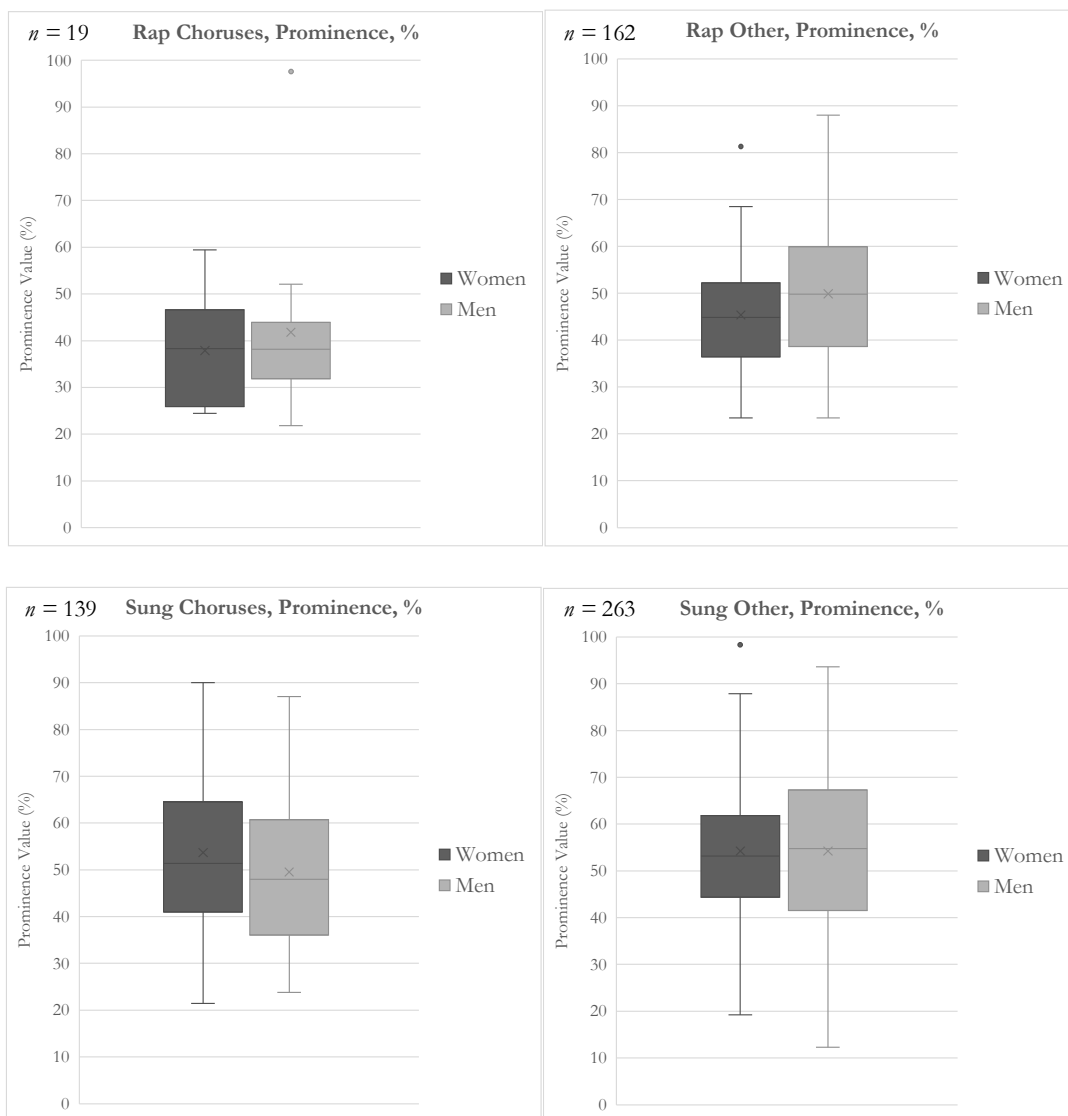 n = 19 Rap Choruses, Prominence, %
100
90
80
70
60
50
40
30
20
10
0
Prominence Value (%)
Women
Men
n = 162 Rap Other, Prominence, %
100
90
80
70
60
50
40
30
20
10
0
Prominence Value (%)
Women
Men
n = 139 Sung Choruses, Prominence, %
100
90
80
70
60
50
40
30
20
10
0
Prominence Value (%)
Women
Men
n = 263 Sung Other, Prominence, %
100
90
80
70
60
50
40
30
20
10
0
Prominence Value (%)
Women
Men